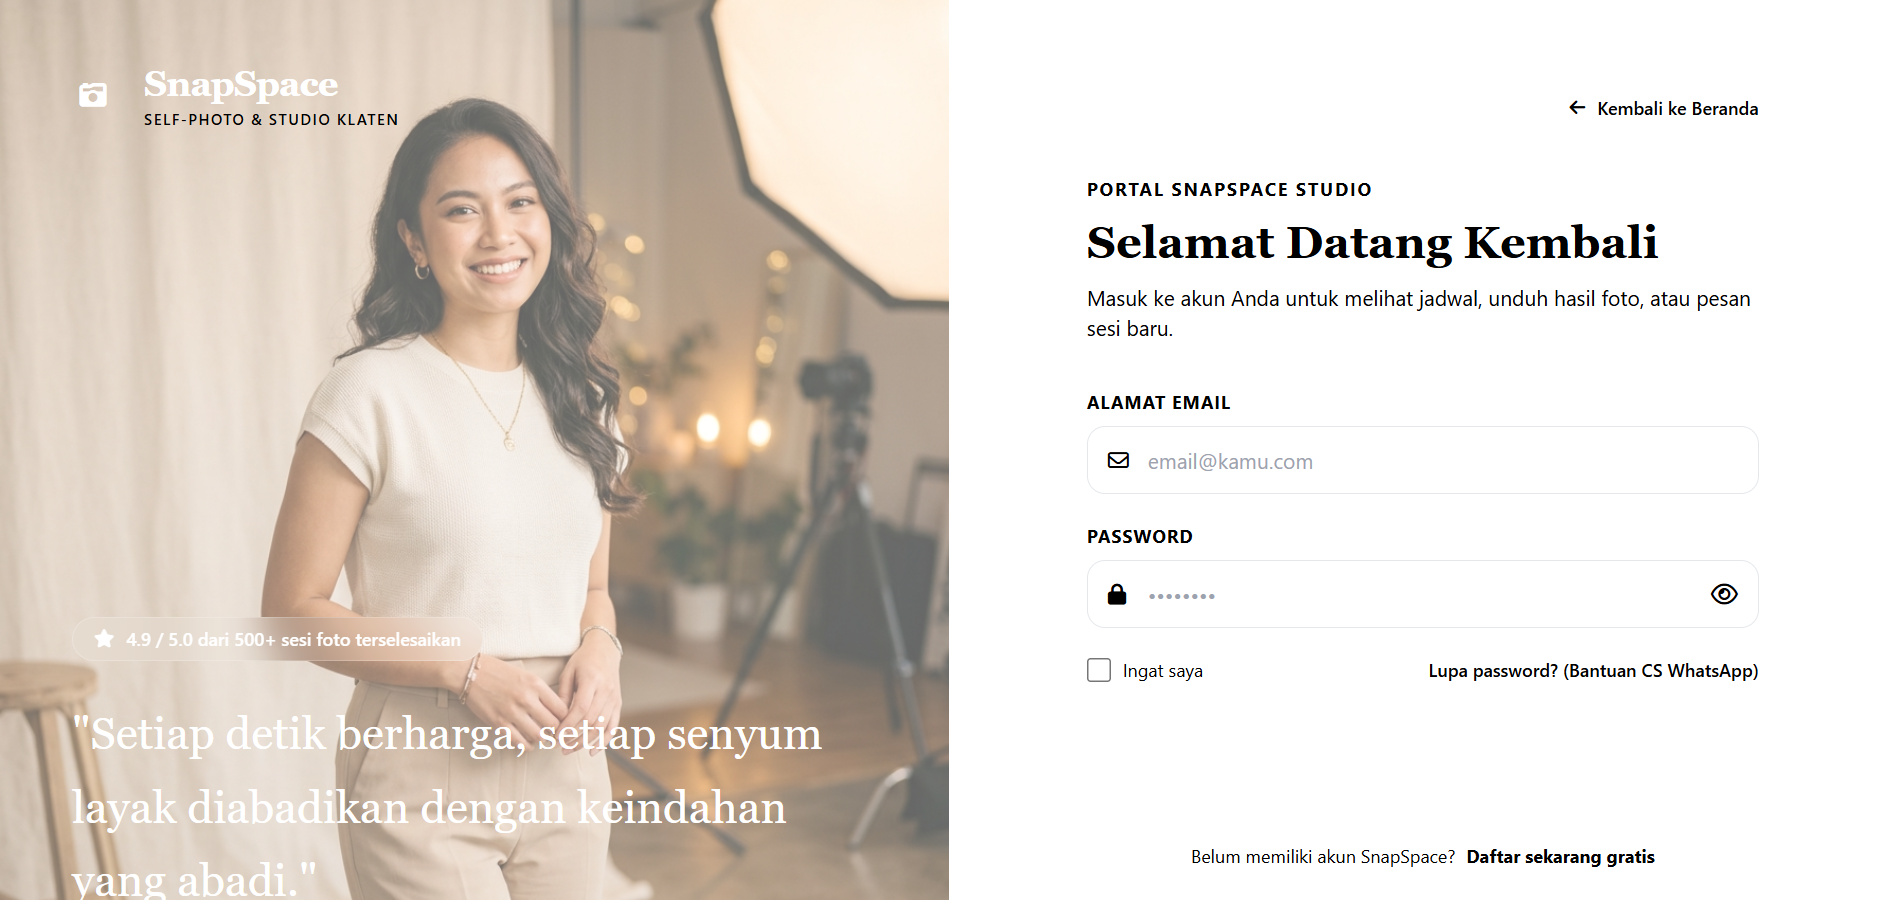 SnapSpace
SELF-PHOTO & STUDIO KLATEN
4.9 / 5.0 dari 500+ sesi foto terselesaikan
"Setiap detik berharga, setiap senyum
layak diabadikan dengan keindahan
yang abadi."
Kembali ke Beranda
PORTAL SNAPSPACE STUDIO
Selamat Datang Kembali
Masuk ke akun Anda untuk melihat jadwal, unduh hasil foto, atau pesan
sesi baru.
ALAMAT EMAIL
email@kamu.com
PASSWORD
••••••••
Ingat saya
Lupa password? (Bantuan CS WhatsApp)
Belum memiliki akun SnapSpace? Daftar sekarang gratis